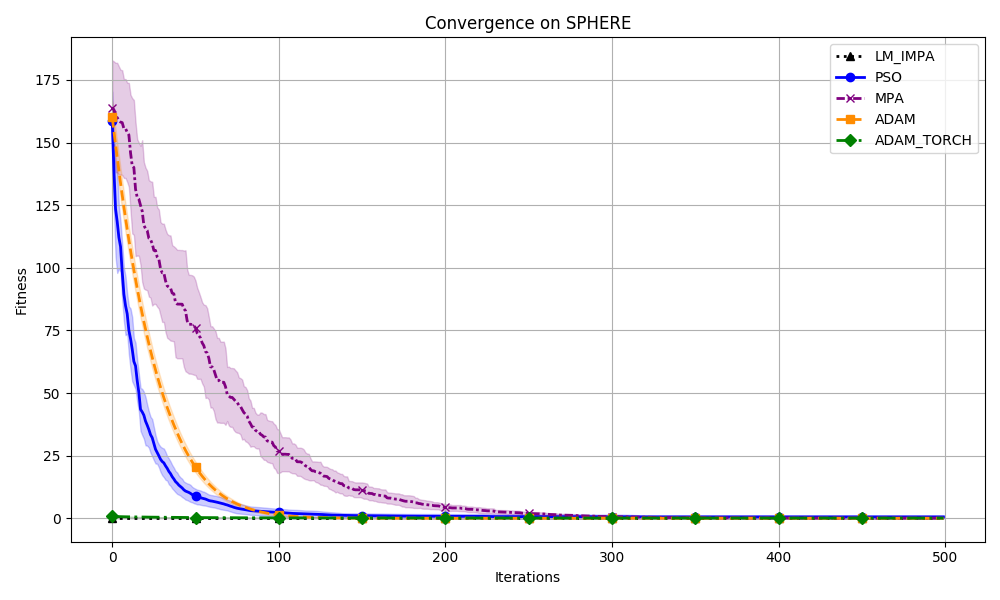 Convergence on SPHERE
LM_IMPA
PSO
MPA
ADAM
ADAM_TORCH
Fitness
175
150
125
100
75
50
25
0
0 100 200 300 400 500
Iterations